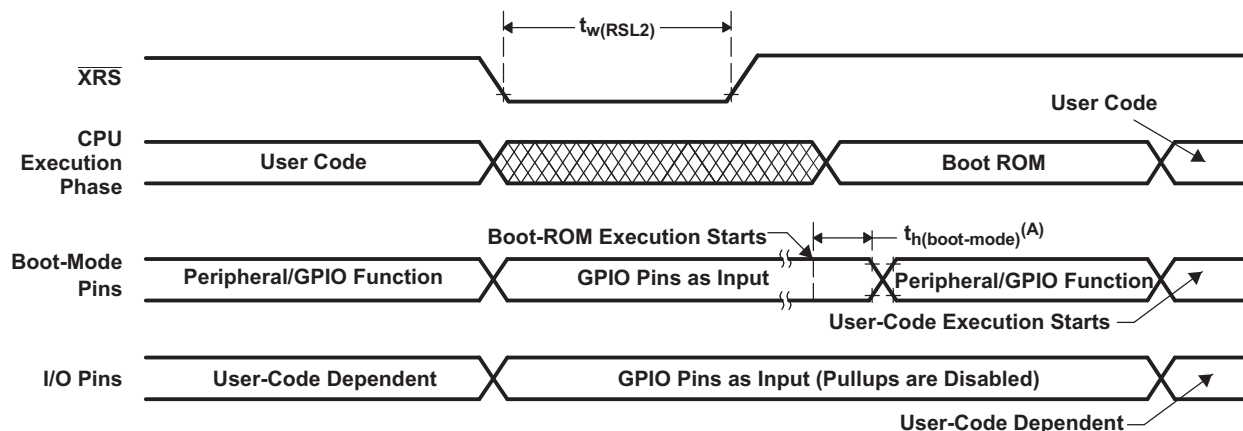 t_w(RSL2)
XRS
User Code
CPU
Execution
Phase
User Code
Boot ROM
Boot-ROM Execution Starts
t_h(boot-mode)^(A)
Boot-Mode
Pins
Peripheral/GPIO Function
GPIO Pins as Input
Peripheral/GPIO Function
User-Code Execution Starts
I/O Pins
User-Code Dependent
GPIO Pins as Input (Pullups are Disabled)
User-Code Dependent